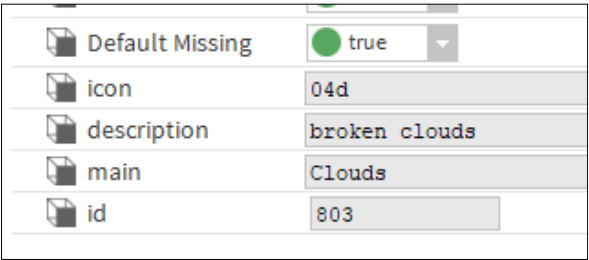 Default Missing true
icon 04d
description broken clouds
main Clouds
id 803